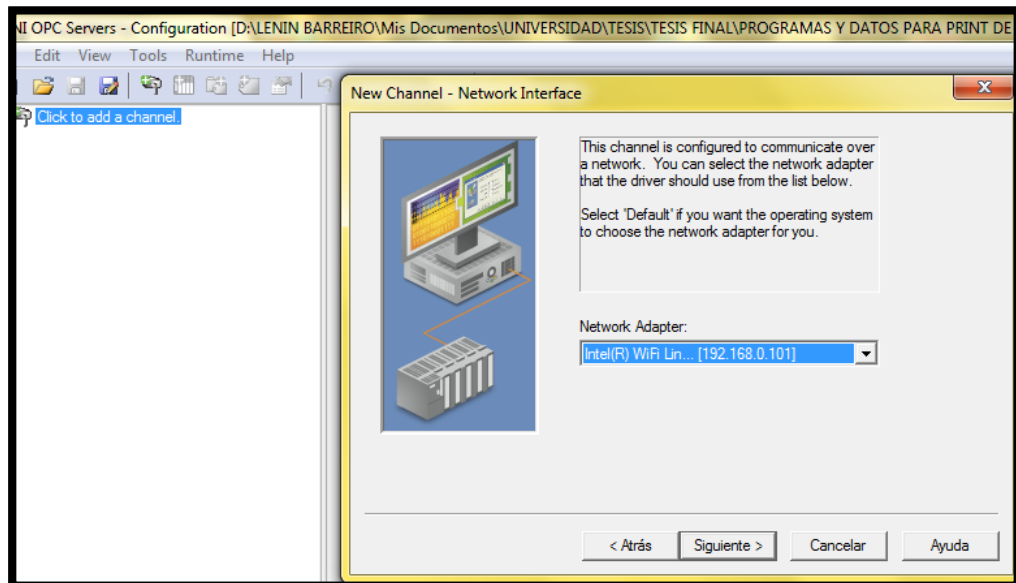 NI OPC Servers - Configuration [D:\LENIN BARREIRO\Mis Documentos\UNIVERSIDAD\TESIS\TESIS FINAL\PROGRAMAS Y DATOS PARA PRINT DE
Edit View Tools Runtime Help
Click to add a channel.
New Channel - Network Interface
This channel is configured to communicate over
a network. You can select the network adapter
that the driver should use from the list below.
Select 'Default' if you want the operating system
to choose the network adapter for you.
Network Adapter:
Intel(R) WiFi Lin... [192.168.0.101]
< Atrás Siguiente > Cancelar Ayuda